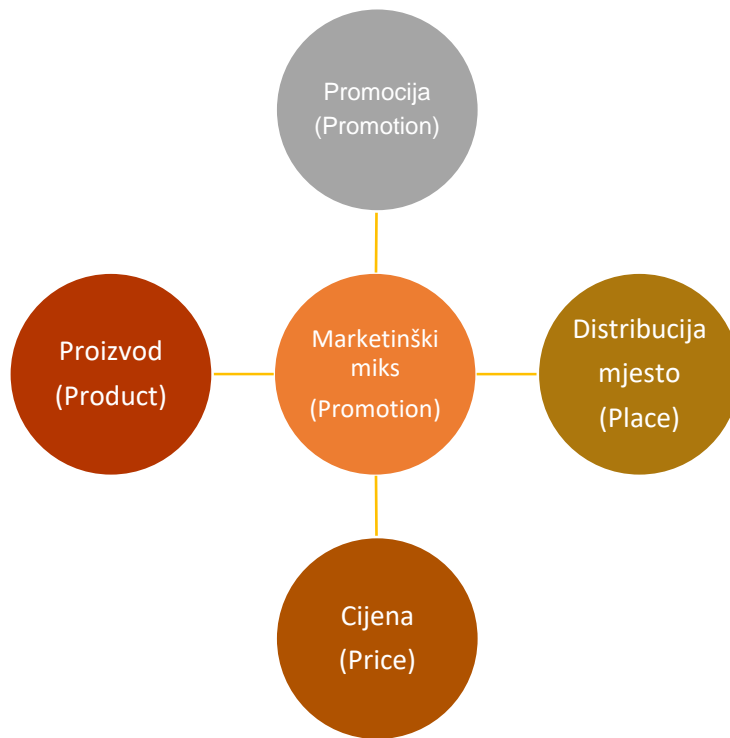 Promocija
(Promotion)
Proizvod
(Product)
Marketinški
miks
(Promotion)
Distribucija
mjesto
(Place)
Cijena
(Price)